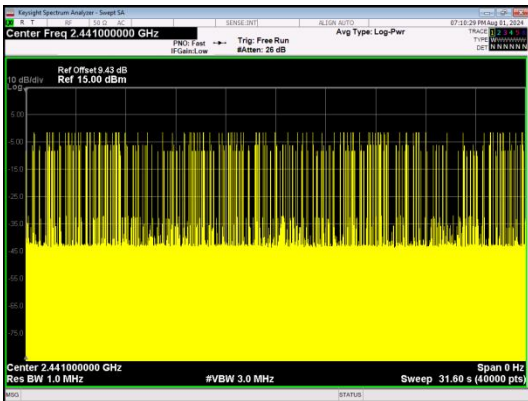 Keysight Spectrum Analyzer - Swept SA
R T RF 50 Ω AC SENSE:INT ALIGN AUTO 07:10:29 PM Aug 01, 2024
Center Freq 2.441000000 GHz
PNO: Fast
IFGain:Low
Trig: Free Run
#Atten: 26 dB
Avg Type: Log-Pwr
TRACE 1 2 3 4 5
TYPE W
DET N N N N N N
Ref Offset 9.43 dB
10 dB/div Ref 15.00 dBm
Log
5.00
-5.00
-15.0
-25.0
-35.0
-45.0
-55.0
-65.0
-75.0
Center 2.441000000 GHz Span 0 Hz
Res BW 1.0 MHz #VBW 3.0 MHz Sweep 31.60 s (40000 pts)
MSG STATUS